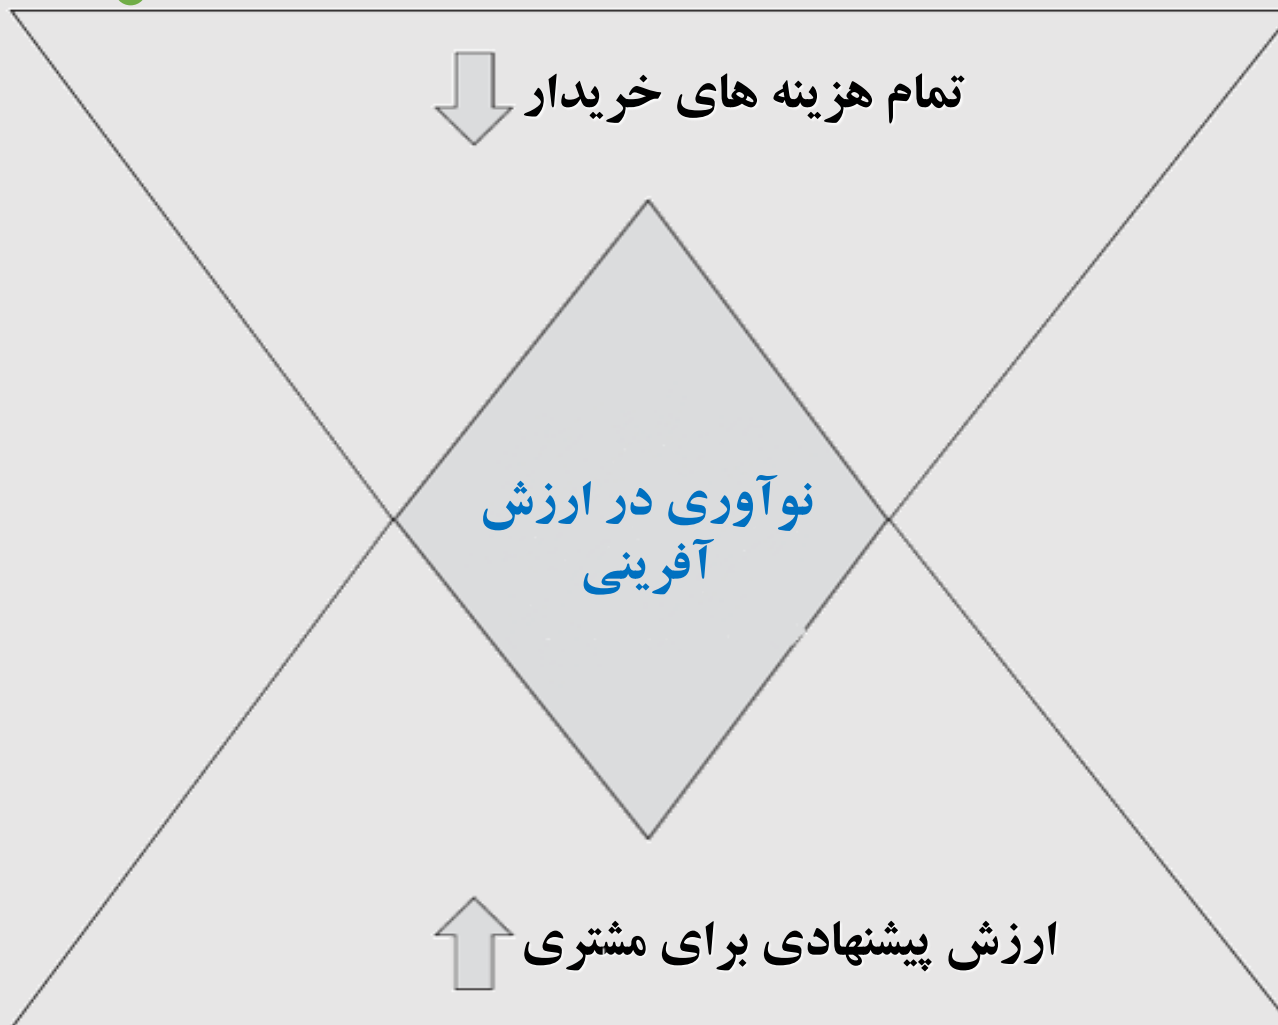 تمام هزینه های خریدار
نوآوری در ارزش
آفرینی
ارزش پیشنهادی برای مشتری